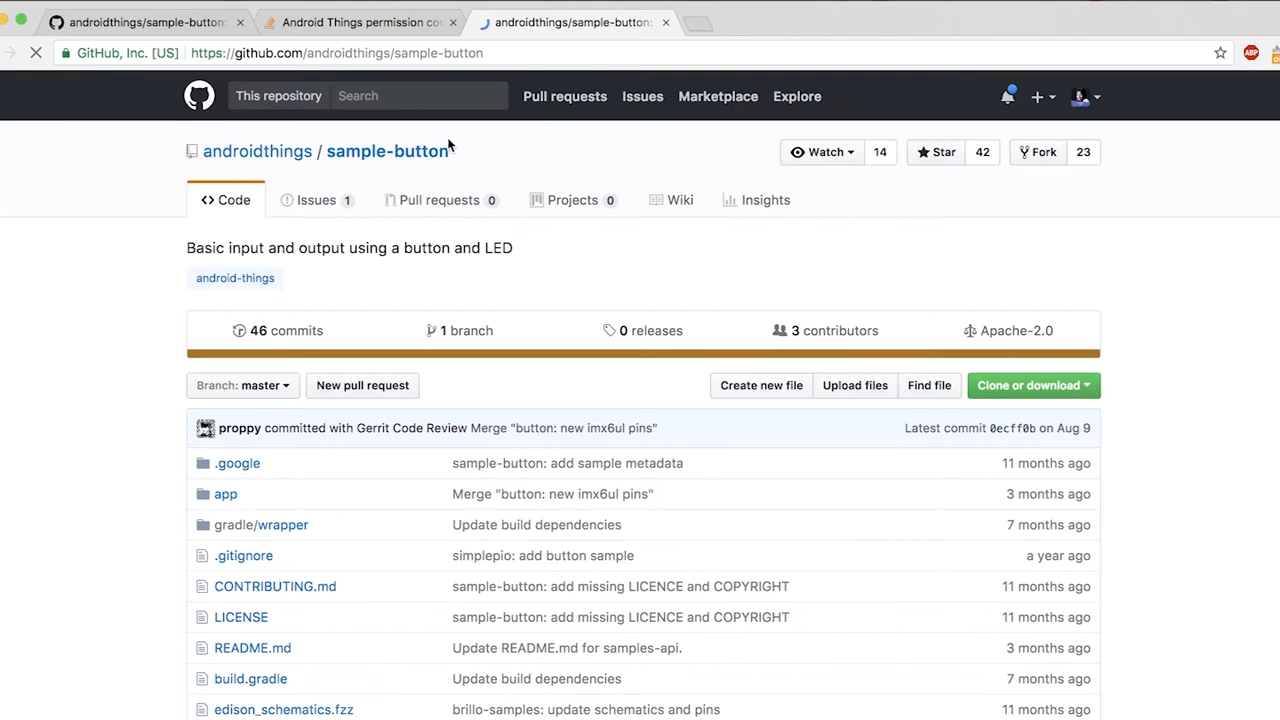 androidthings/sample-button: Android Things permission con androidthings/sample-button:
GitHub, Inc. [US] https://github.com/androidthings/sample-button ABP
This repository Search Pull requests Issues Marketplace Explore
androidthings / sample-button Watch 14 Star 42 Fork 23
Code Issues 1 Pull requests 0 Projects 0 Wiki Insights
Basic input and output using a button and LED
android-things
46 commits 1 branch 0 releases 3 contributors Apache-2.0
Branch: master New pull request Create new file Upload files Find file Clone or download
proppy committed with Gerrit Code Review Merge "button: new imx6ul pins" Latest commit 0ecff0b on Aug 9
.google sample-button: add sample metadata 11 months ago
app Merge "button: new imx6ul pins" 3 months ago
gradle/wrapper Update build dependencies 7 months ago
.gitignore simplepio: add button sample a year ago
CONTRIBUTING.md sample-button: add missing LICENCE and COPYRIGHT 11 months ago
LICENSE sample-button: add missing LICENCE and COPYRIGHT 11 months ago
README.md Update README.md for samples-api. 3 months ago
build.gradle Update build dependencies 7 months ago
edison_schematics.fzz brillo-samples: update schematics and pins 11 months ago